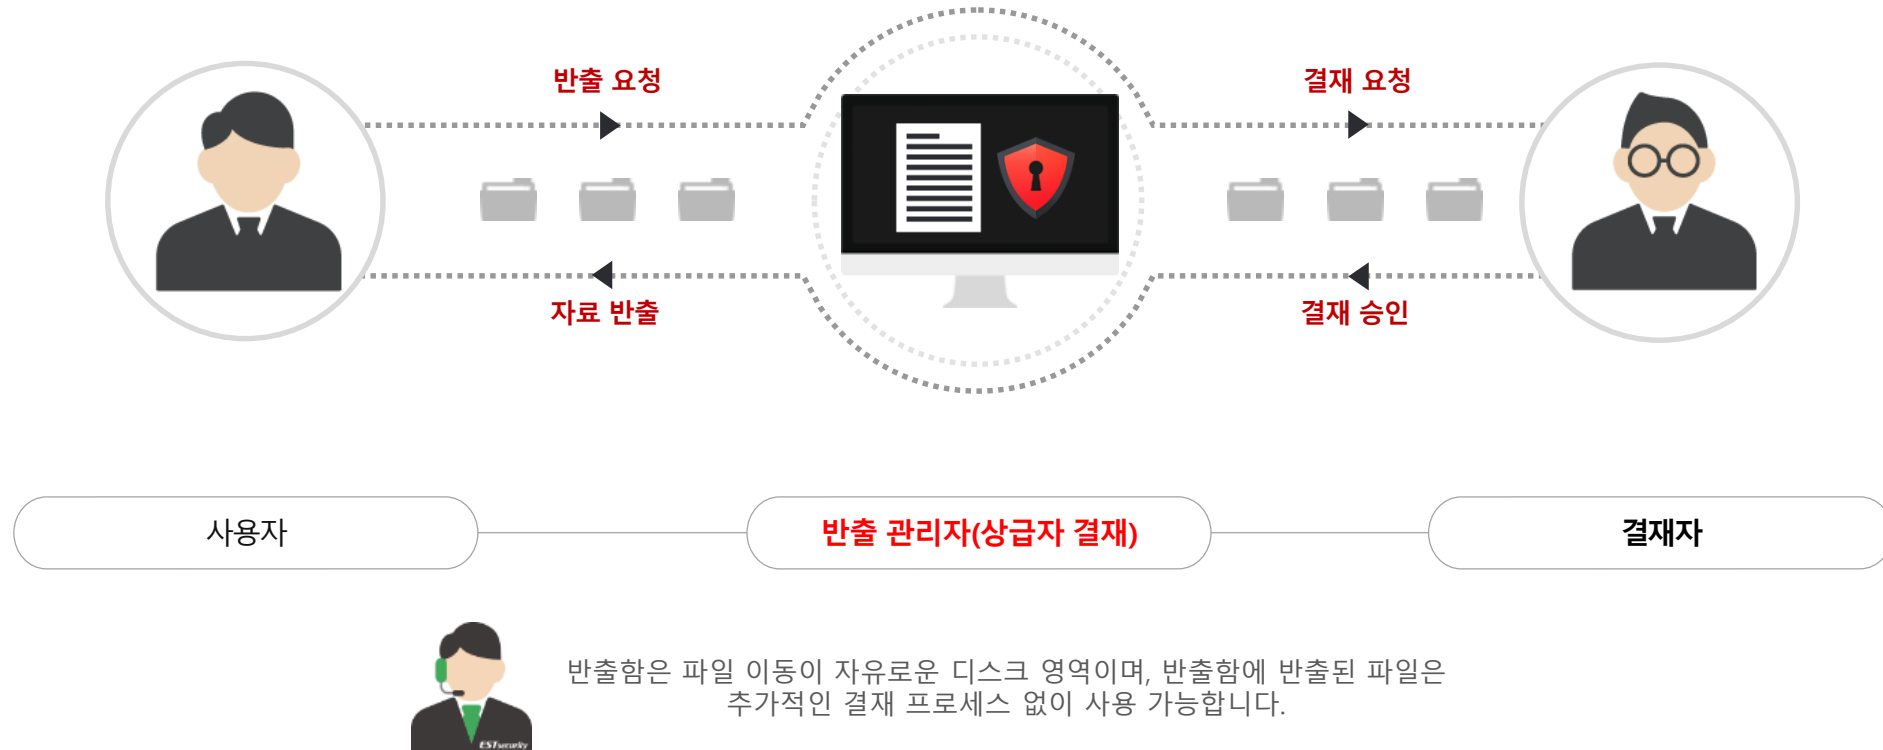 반출 요청
결재 요청
자료 반출
결재 승인
사용자
반출 관리자(상급자 결재)
결재자
반출함은 파일 이동이 자유로운 디스크 영역이며, 반출함에 반출된 파일은
추가적인 결재 프로세스 없이 사용 가능합니다.
ESTsecurity